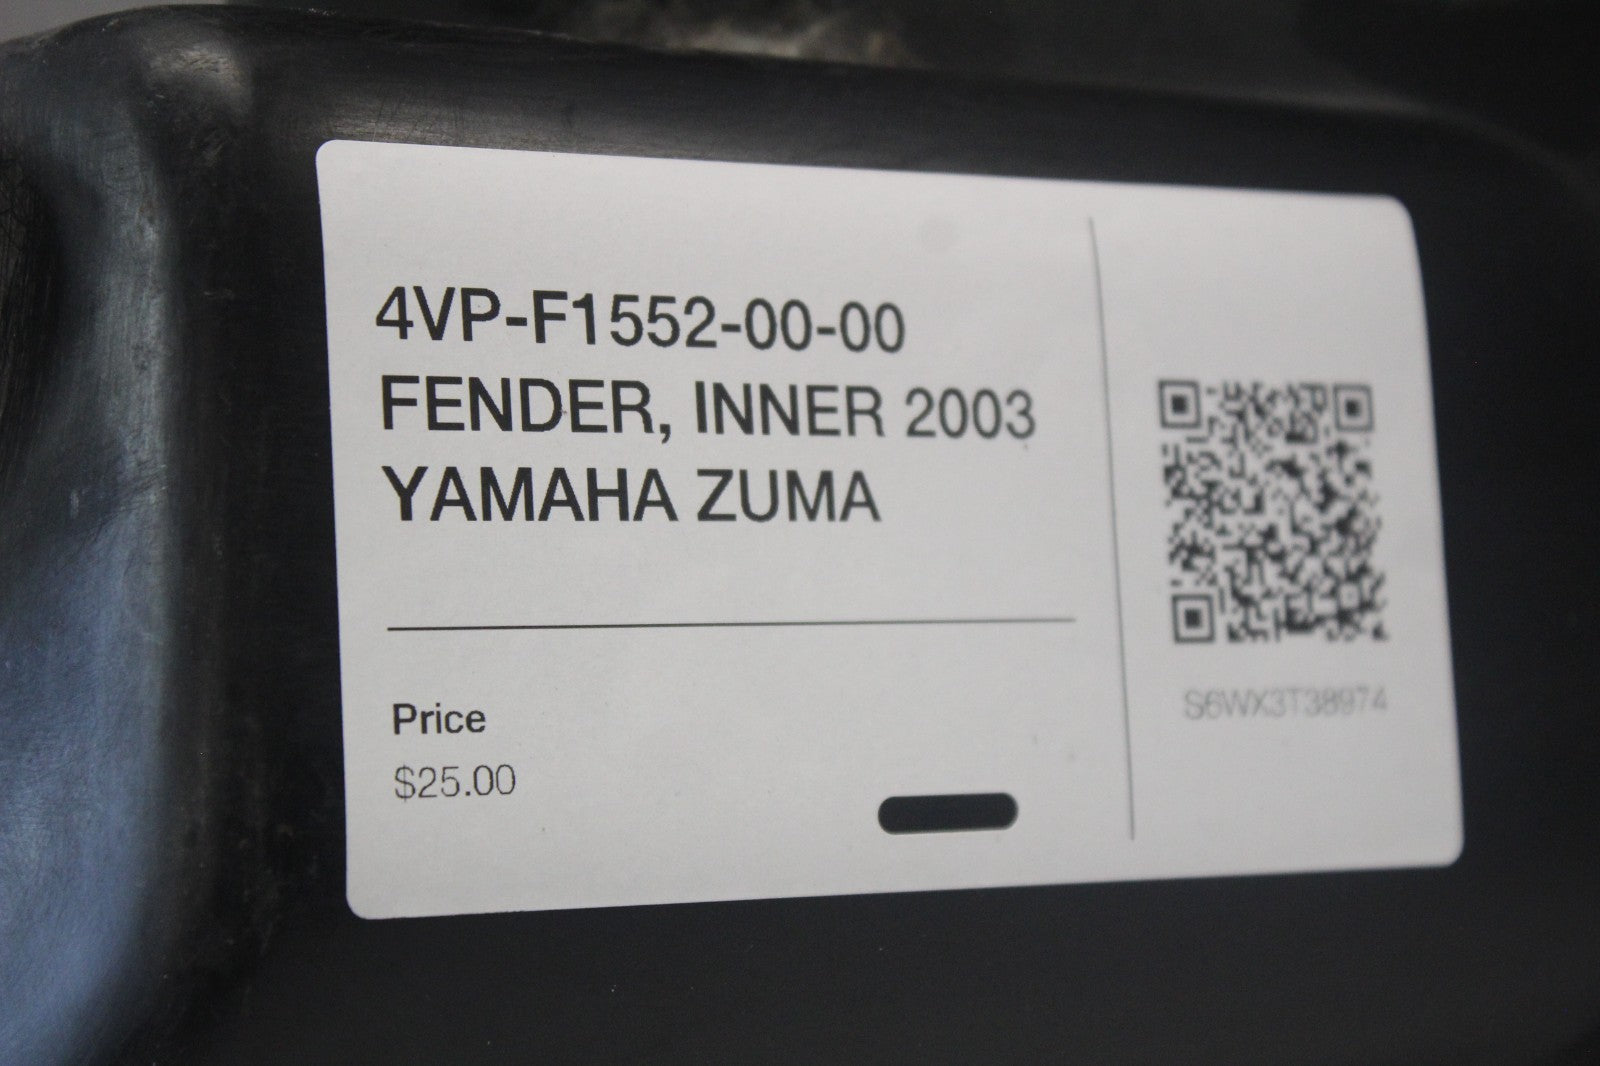 4VP-F1552-00-00
FENDER, INNER 2003
YAMAHA ZUMA
Price
$25.00
S6WX3T38974